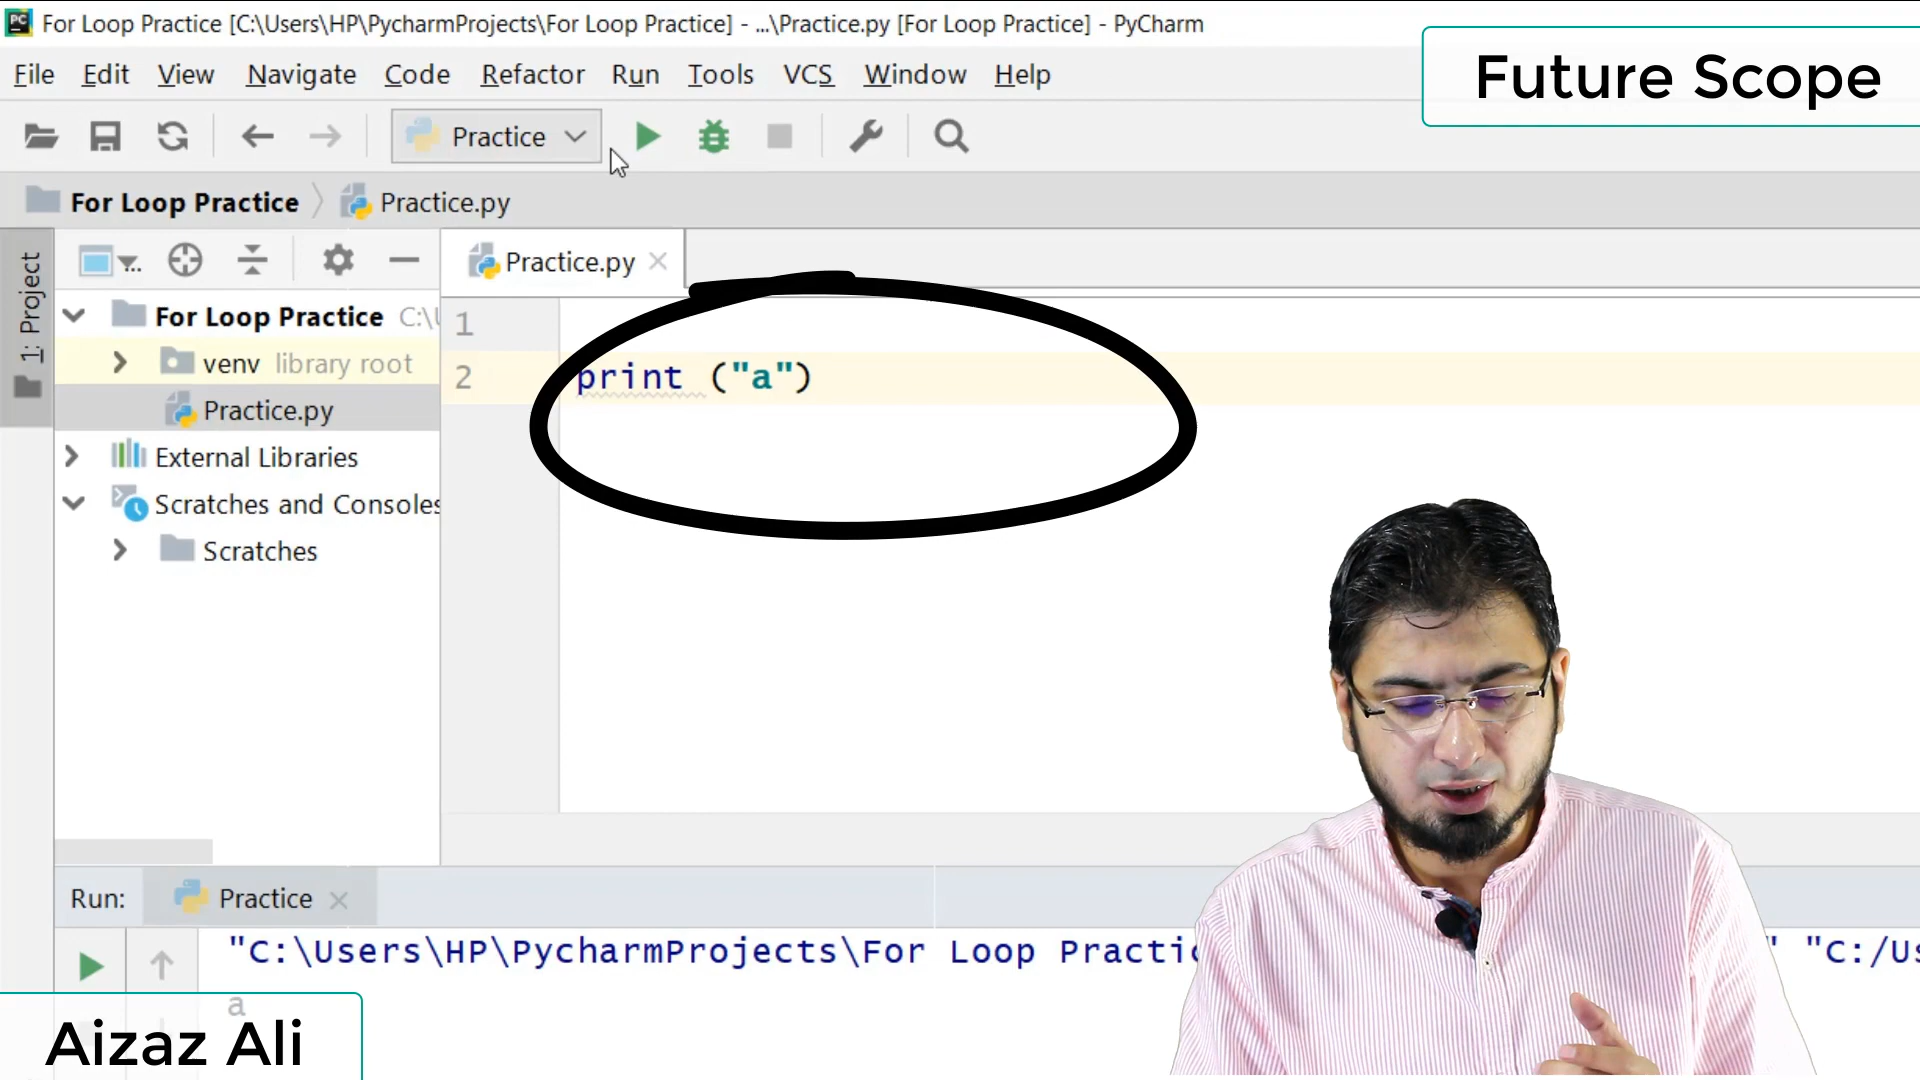 For Loop Practice [C:\Users\HP\PycharmProjects\For Loop Practice] - ...\Practice.py [For Loop Practice] - PyCharm
File Edit View Navigate Code Refactor Run Tools VCS Window Help
Future Scope
Practice
For Loop Practice Practice.py
1: Project
Practice.py
For Loop Practice C:\
venv library root
Practice.py
External Libraries
Scratches and Consoles
Scratches
1
2 print ("a")
Run: Practice
"C:\Users\HP\PycharmProjects\For Loop Practic " "C:/Us
a
Aizaz Ali